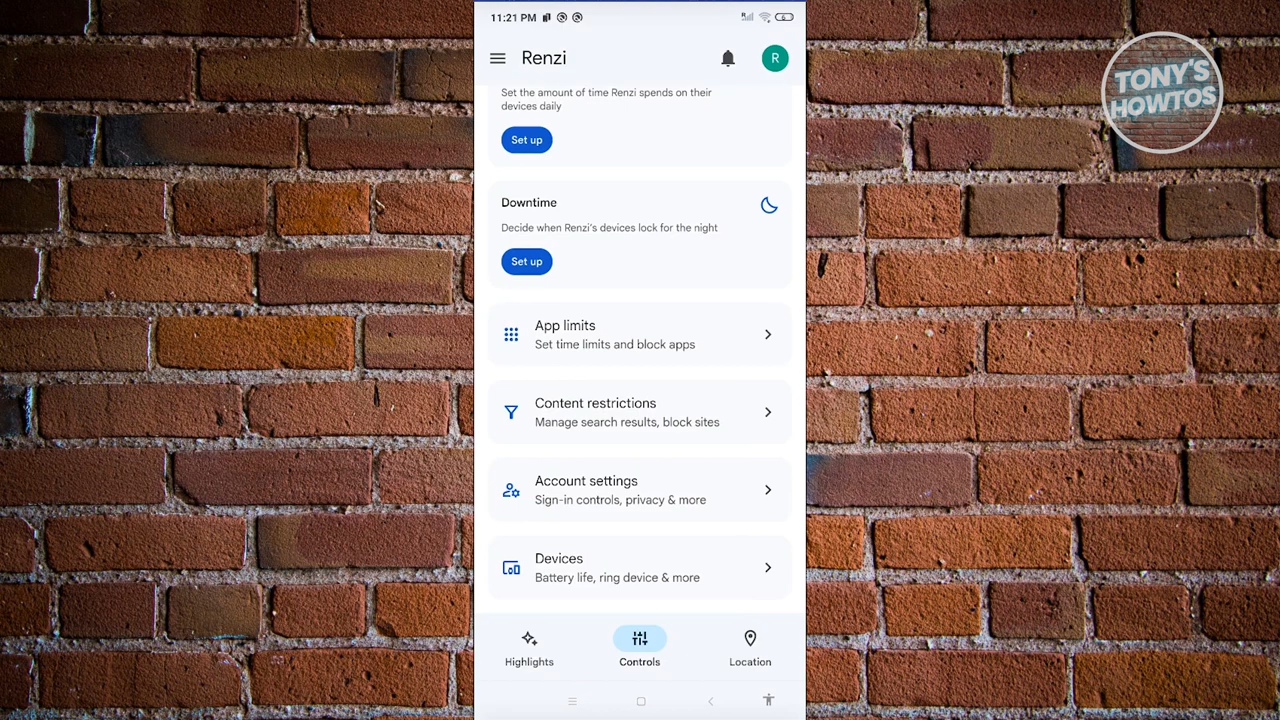 11:21 PM
Renzi
R
Set the amount of time Renzi spends on their
devices daily
Set up
Downtime
Decide when Renzi's devices lock for the night
Set up
App limits
Set time limits and block apps
Content restrictions
Manage search results, block sites
Account settings
Sign-in controls, privacy & more
Devices
Battery life, ring device & more
Highlights
Controls
Location
TONY'S
HOWTOS